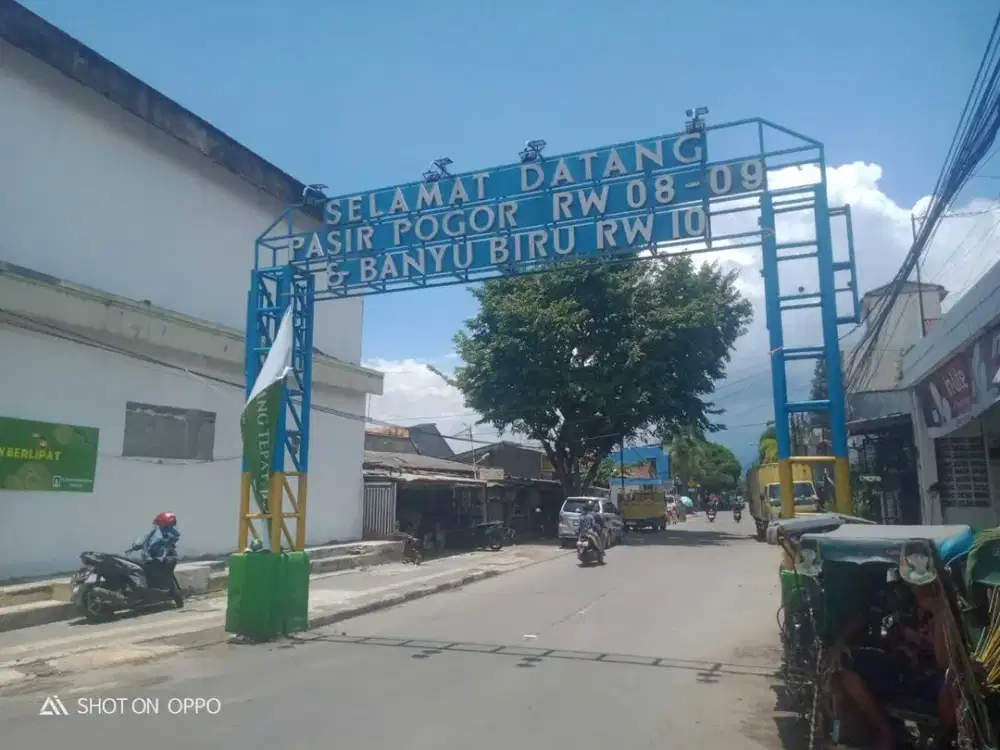 SELAMAT DATANG
PASIR POGOR RW 08-09
& BANYU BIRU RW 10
BERLIPAT
SHOT ON OPPO